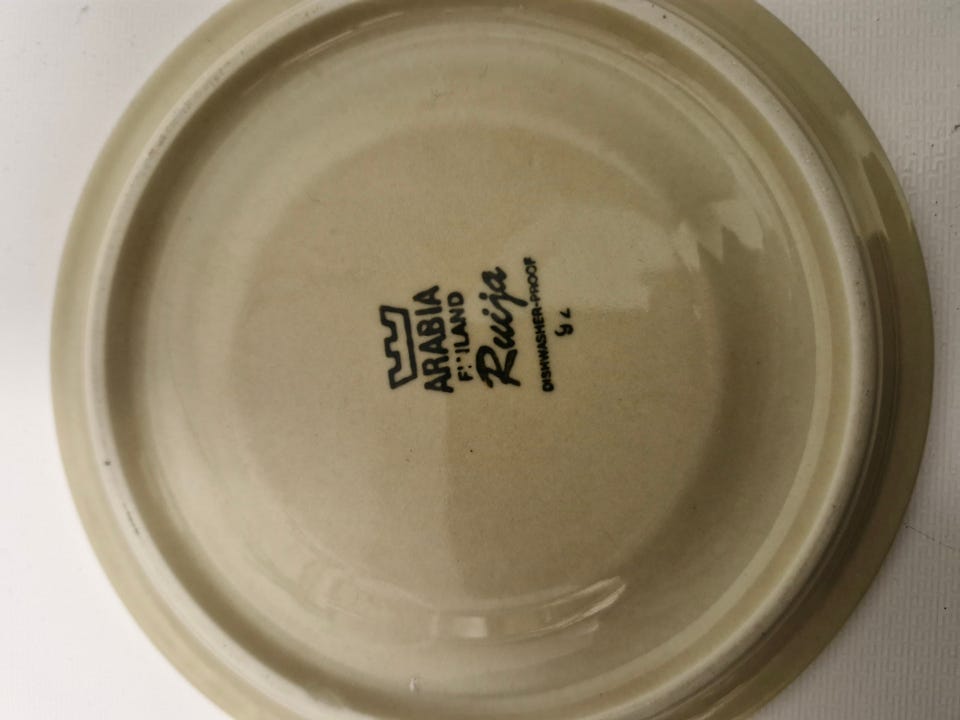 ARABIA
FINLAND
Ruija
DISHWASHER-PROOF